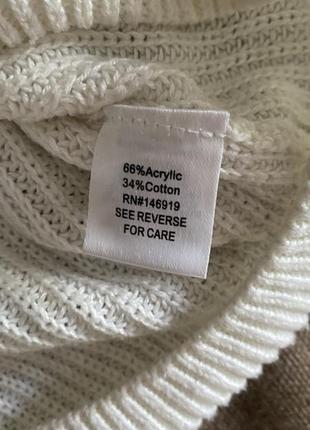 66%Acrylic
34%Cotton
RN#146919
SEE REVERSE
FOR CARE